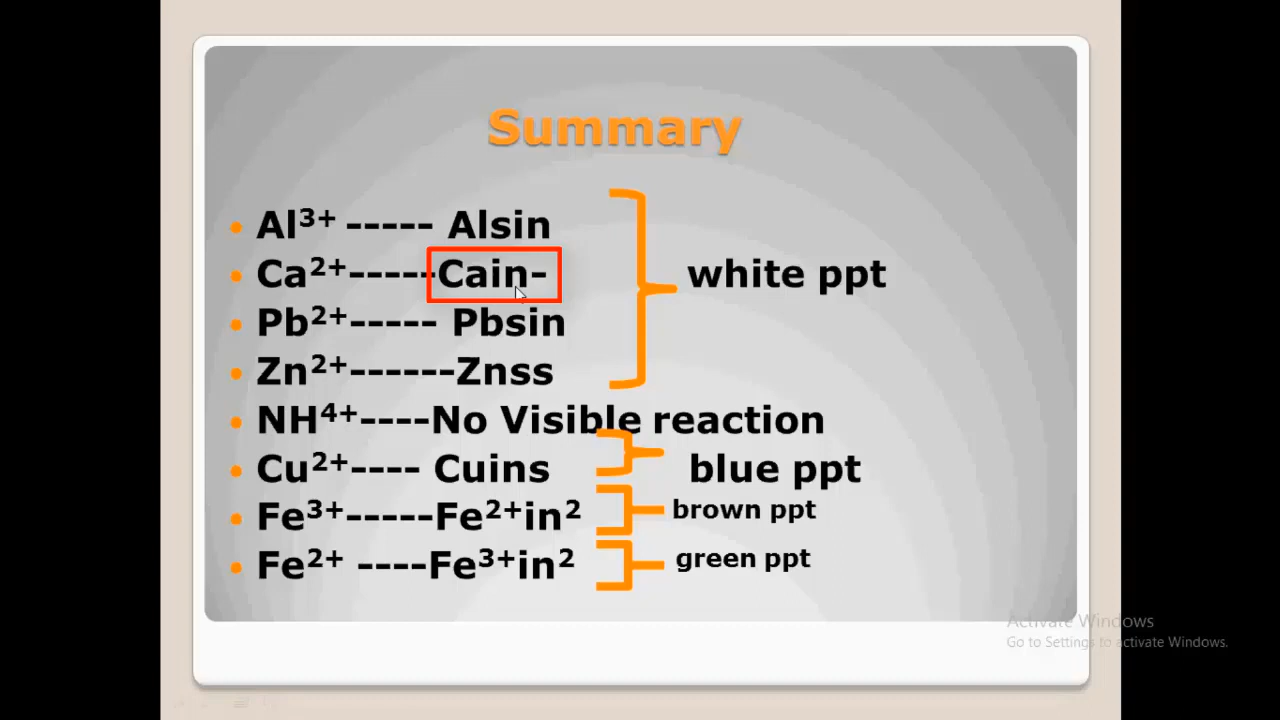 Summary
Al³⁺ ----- Alsin
Ca²⁺-----Cain-
white ppt
Pb²⁺----- Pbsin
Zn²⁺------Znss
NH⁴⁺----No Visible reaction
Cu²⁺---- Cuins
blue ppt
Fe³⁺-----Fe²⁺in²
brown ppt
Fe²⁺ ----Fe³⁺in²
green ppt
Activate Windows
Go to Settings to activate Windows.